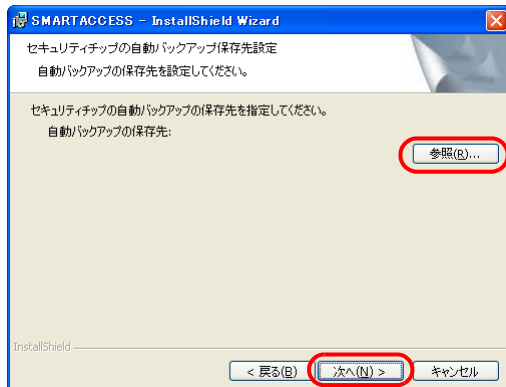 SMARTACCESS - InstallShield Wizard
セキュリティチップの自動バックアップ保存先設定
自動バックアップの保存先を設定してください。
セキュリティチップの自動バックアップの保存先を指定してください。
自動バックアップの保存先:
参照(R)...
InstallShield
< 戻る(B)
次へ(N) >
キャンセル